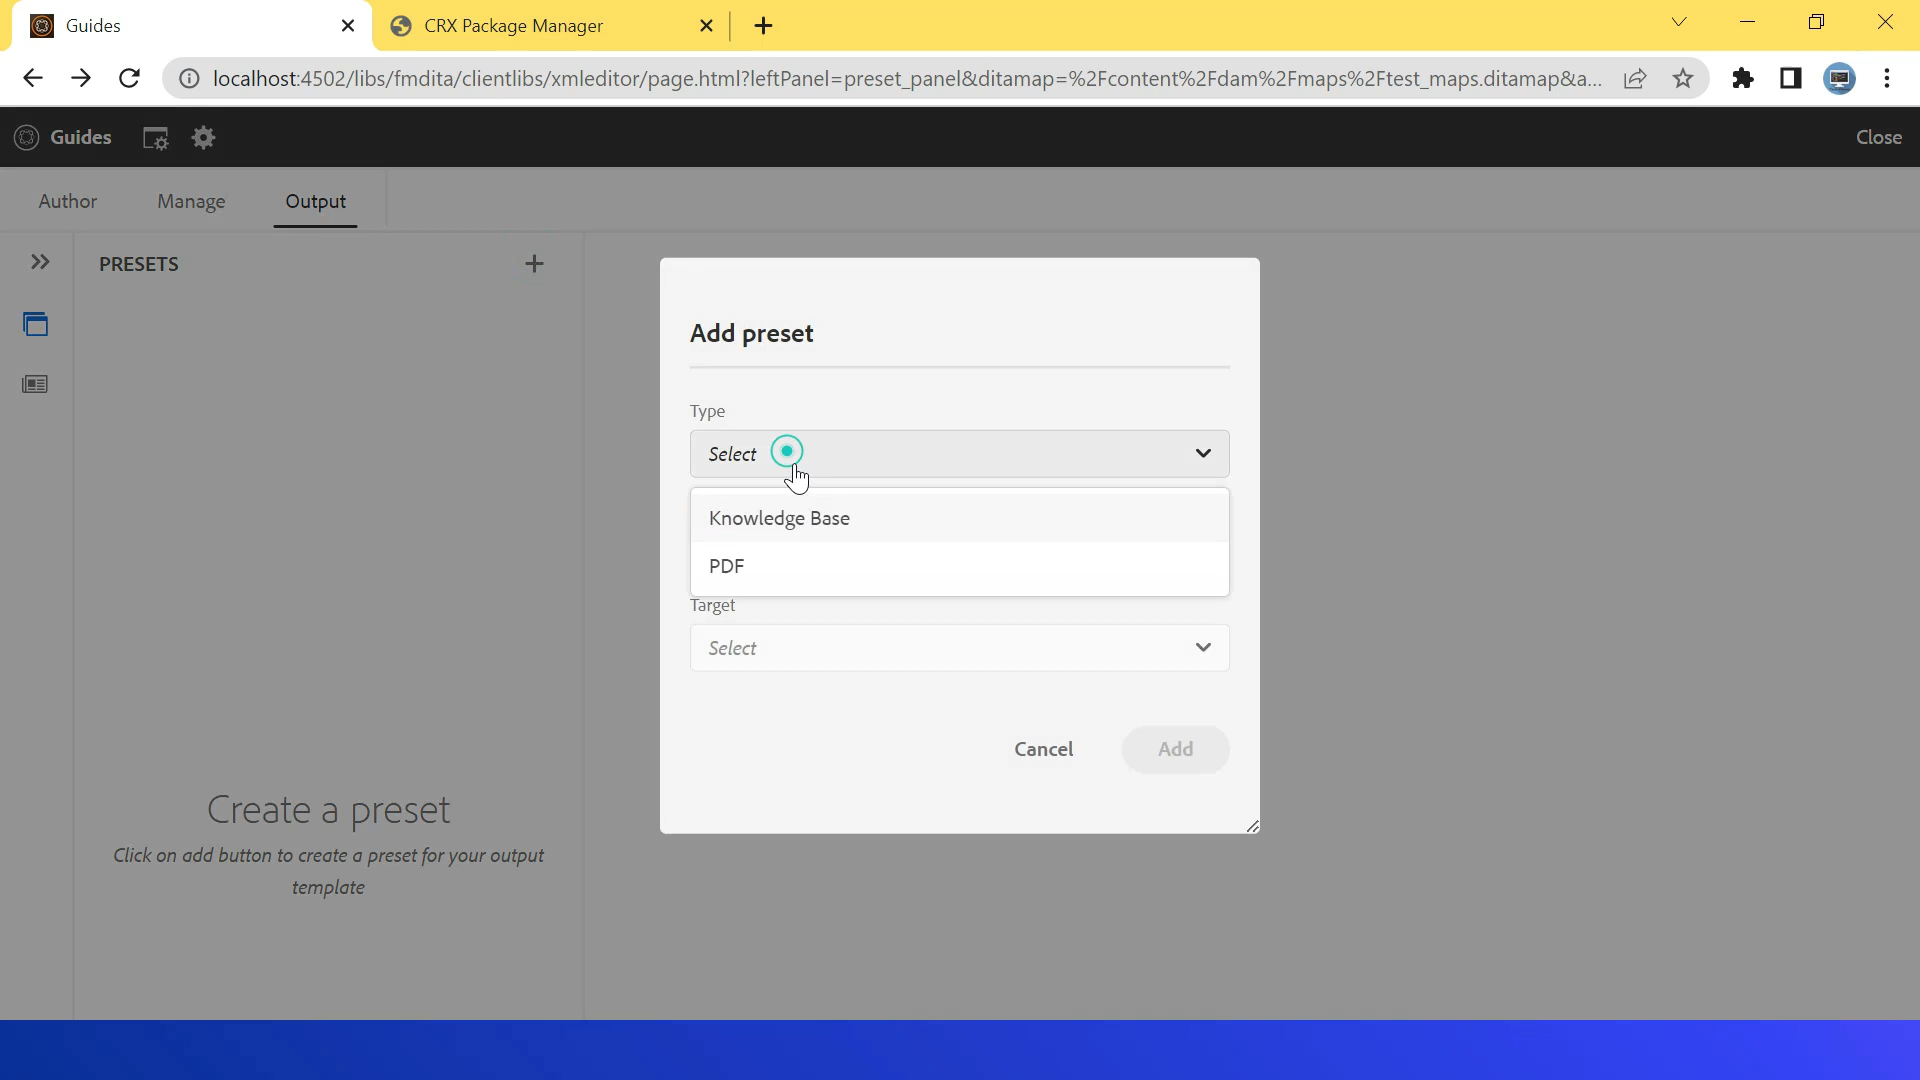 Guides
CRX Package Manager
localhost:4502/libs/fmdita/clientlibs/xmleditor/page.html?leftPanel=preset_panel&ditamap=%2Fcontent%2Fdam%2Fmaps%2Ftest_maps.ditamap&a...
Guides
Close
Author
Manage
Output
PRESETS
Add preset
Type
Select
Knowledge Base
PDF
Target
Select
Cancel
Add
Create a preset
Click on add button to create a preset for your output
template